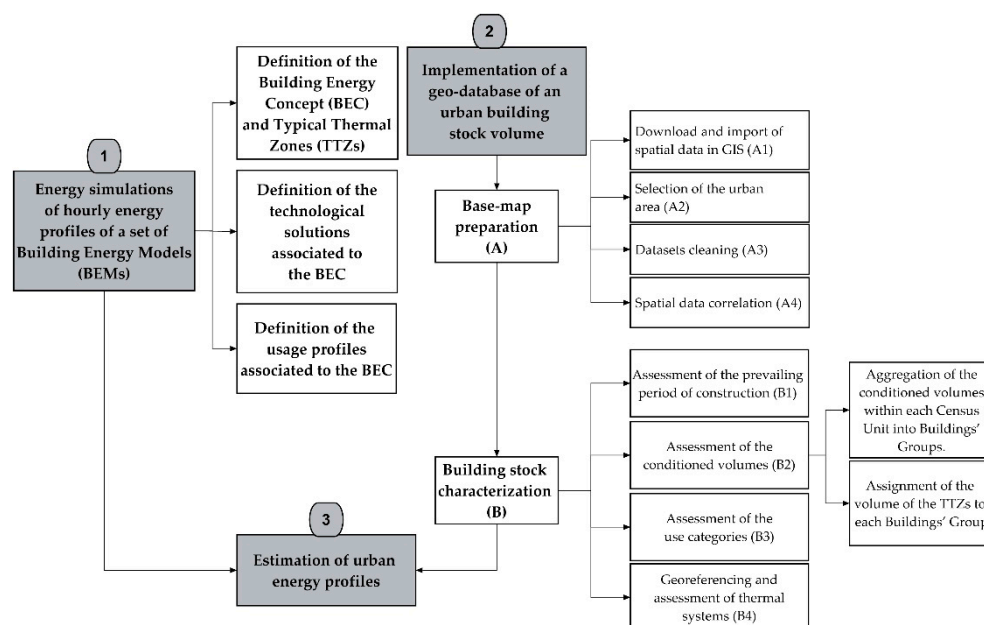 1
Energy simulations
of hourly energy
profiles of a set of
Building Energy Models
(BEMs)
Definition of the
Building Energy
Concept (BEC)
and Typical Thermal
Zones (TTZs)
Definition of the
technological
solutions
associated to
the BEC
Definition of the
usage profiles
associated to the BEC
2
Implementation of a
geo-database of an
urban building
stock volume
Base-map
preparation
(A)
Download and import of
spatial data in GIS (A1)
Selection of the urban
area (A2)
Datasets cleaning (A3)
Spatial data correlation (A4)
Building stock
characterization
(B)
Assessment of the prevailing
period of construction (B1)
Assessment of the
conditioned volumes (B2)
Assessment of the
use categories (B3)
Georeferencing and
assessment of thermal
systems (B4)
Aggregation of the
conditioned volumes
within each Census
Unit into Buildings’
Groups.
Assignment of the
volume of the TTZs to
each Buildings’ Group
3
Estimation of urban
energy profiles